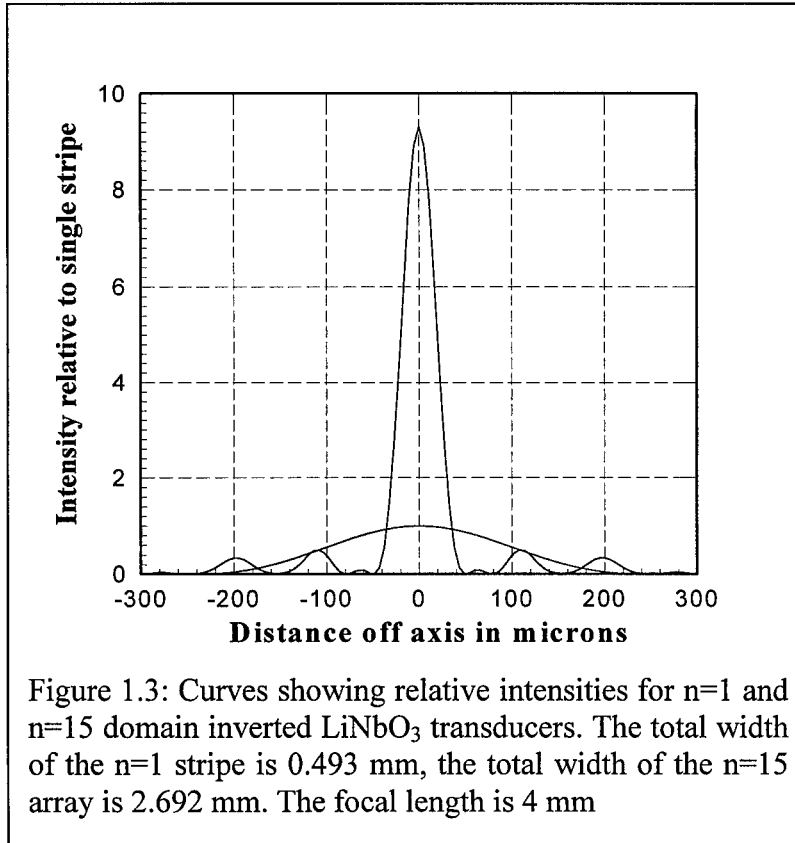 Intensity relative to single stripe
10
8
6
4
2
0
-300 -200 -100 0 100 200 300
Distance off axis in microns
Figure 1.3: Curves showing relative intensities for n=1 and
n=15 domain inverted LiNbO₃ transducers. The total width
of the n=1 stripe is 0.493 mm, the total width of the n=15
array is 2.692 mm. The focal length is 4 mm